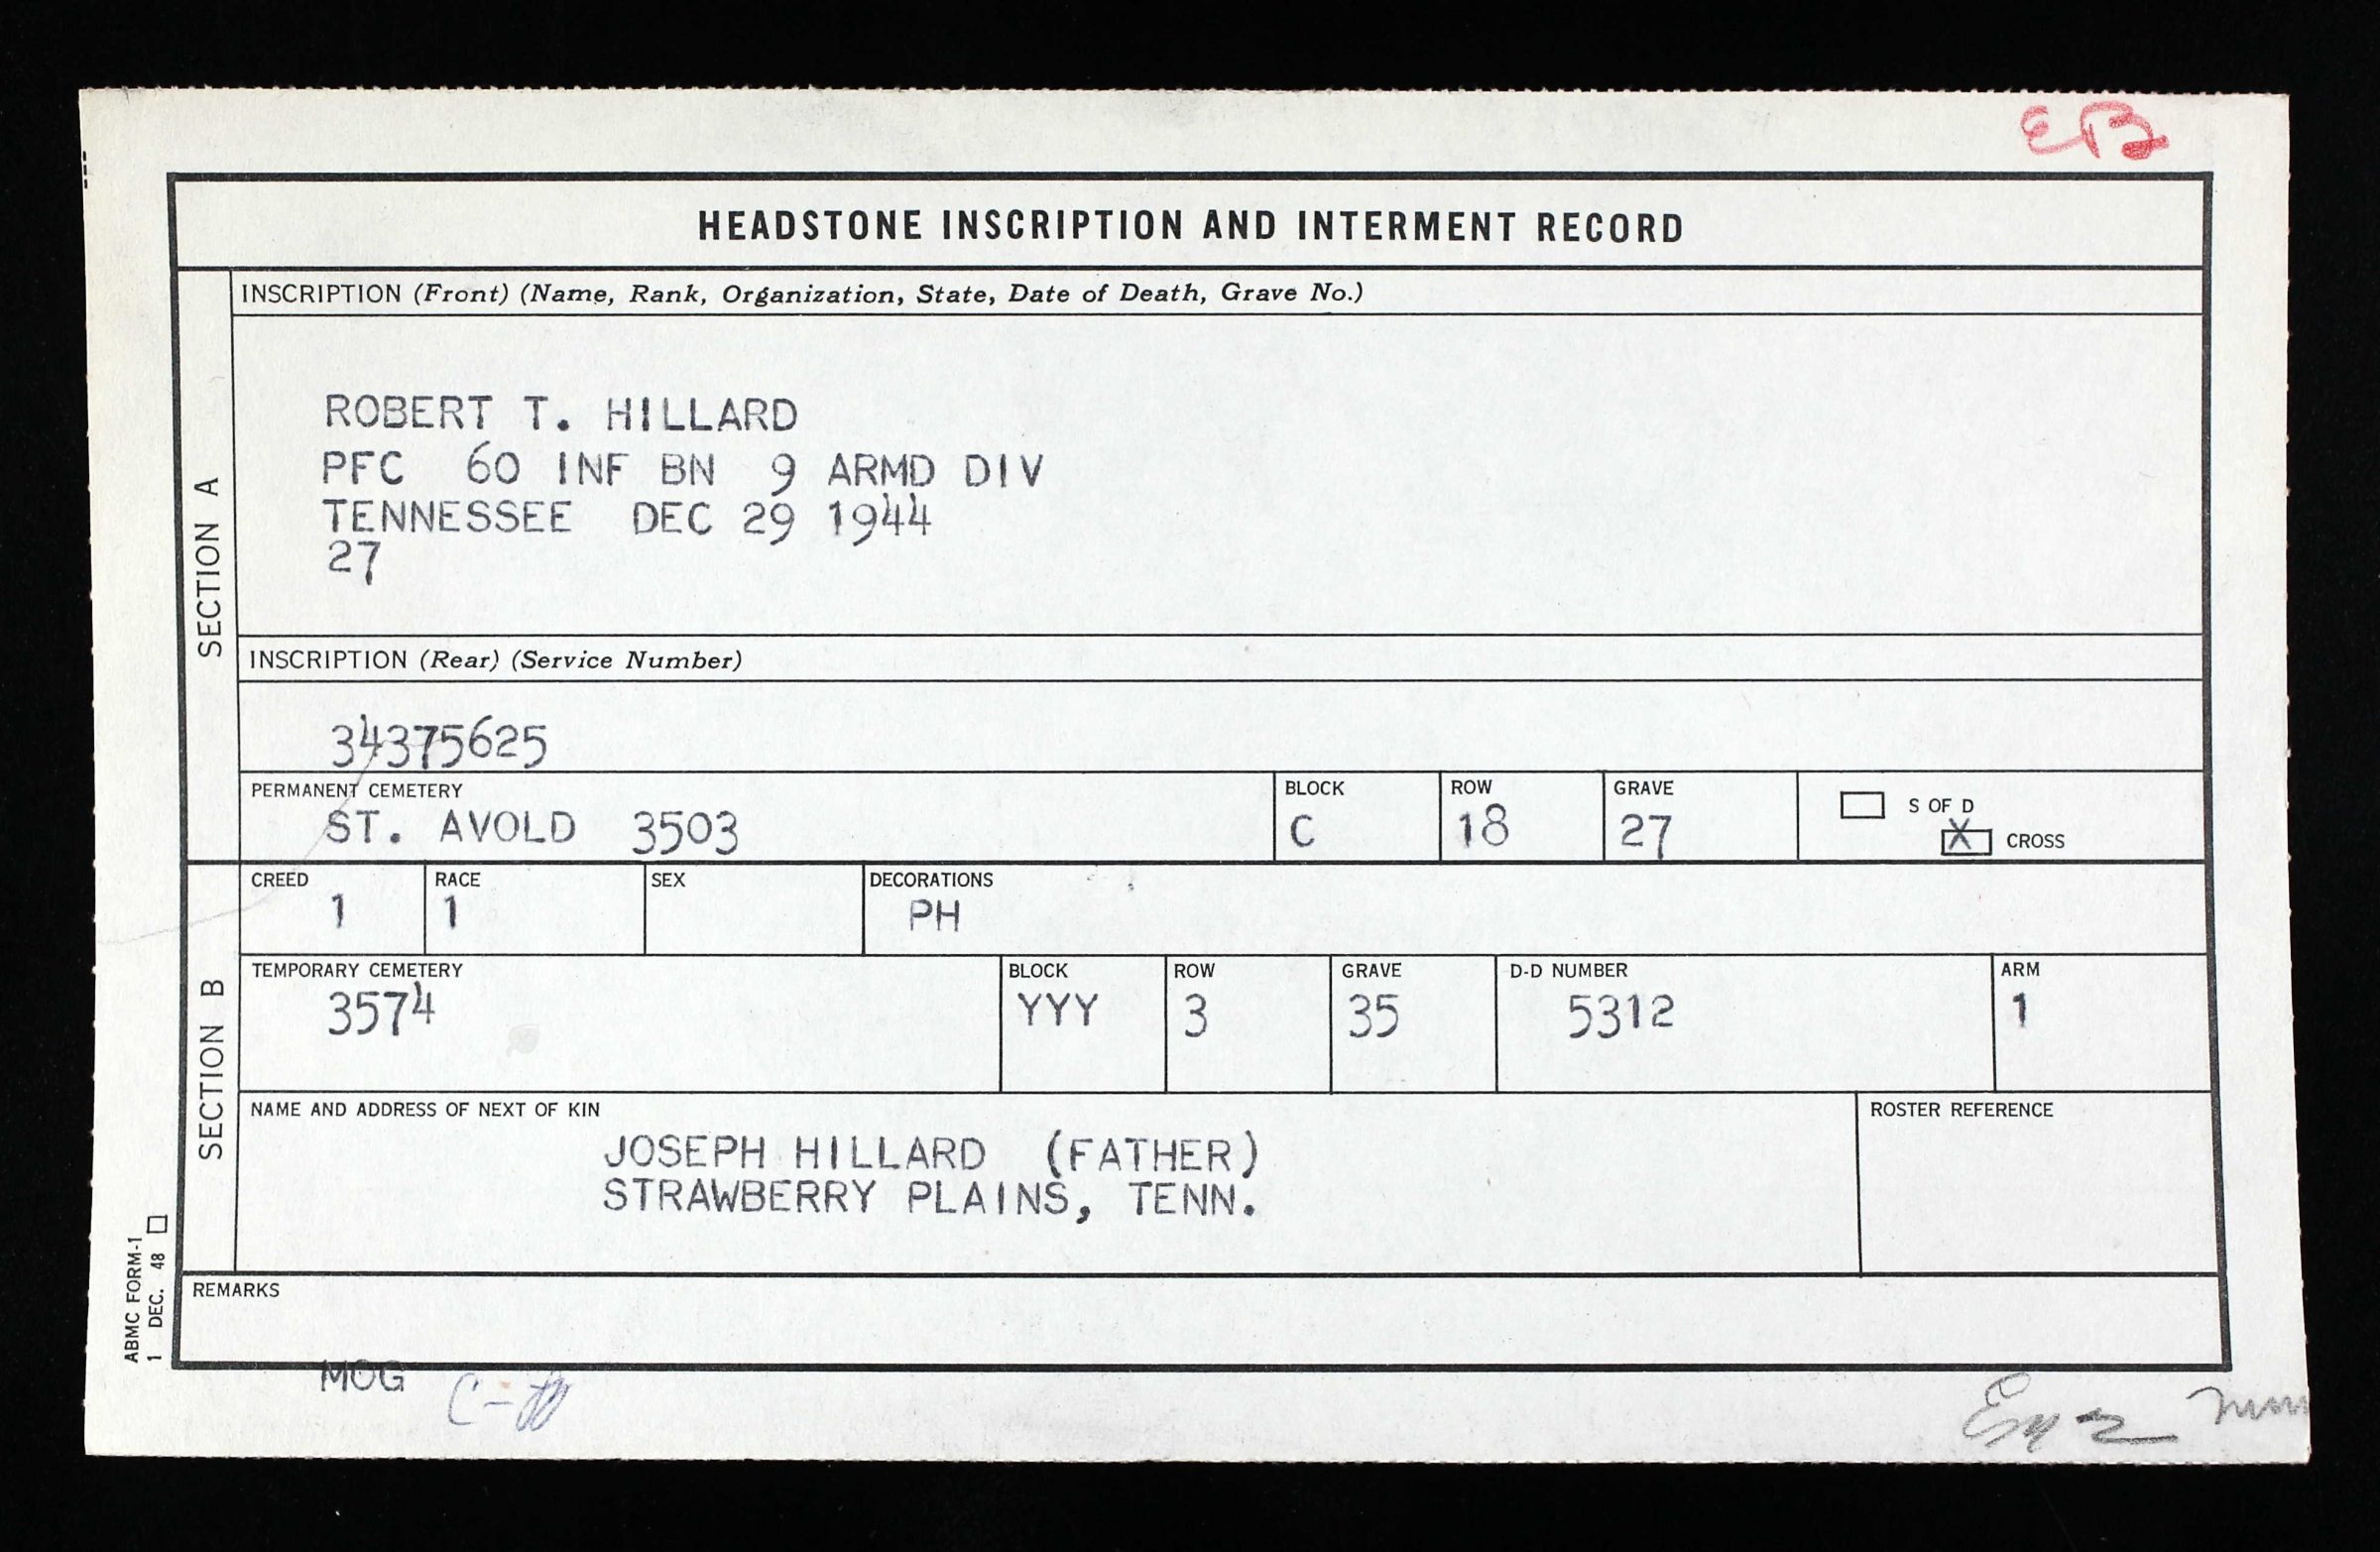 EB
HEADSTONE INSCRIPTION AND INTERMENT RECORD
SECTION A
INSCRIPTION (Front) (Name, Rank, Organization, State, Date of Death, Grave No.)
ROBERT T. HILLARD
PFC 60 INF BN 9 ARMD DIV
TENNESSEE DEC 29 1944
27
INSCRIPTION (Rear) (Service Number)
34375625
PERMANENT CEMETERY BLOCK ROW GRAVE S OF D
ST. AVOLD 3503 C 18 27 X CROSS
SECTION B
CREED RACE SEX DECORATIONS
1 1 PH
TEMPORARY CEMETERY BLOCK ROW GRAVE D-D NUMBER ARM
3574 YYY 3 35 5312 1
NAME AND ADDRESS OF NEXT OF KIN ROSTER REFERENCE
JOSEPH HILLARD (FATHER)
STRAWBERRY PLAINS, TENN.
ABMC FORM-1
1 DEC. 48
REMARKS
MOG